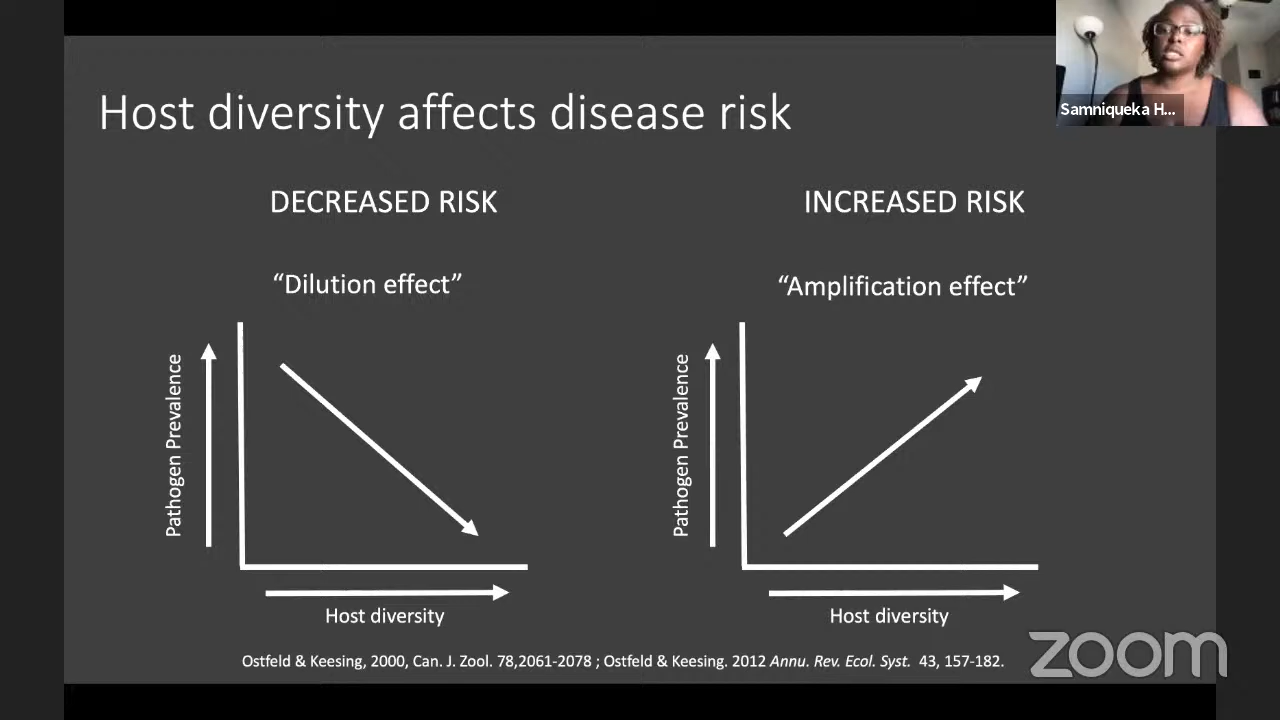 Host diversity affects disease risk
Samniqueka H...
DECREASED RISK
INCREASED RISK
“Dilution effect”
“Amplification effect”
Pathogen Prevalence
Host diversity
Pathogen Prevalence
Host diversity
Ostfeld & Keesing, 2000, Can. J. Zool. 78,2061-2078 ; Ostfeld & Keesing. 2012 Annu. Rev. Ecol. Syst. 43, 157-182.
zoom